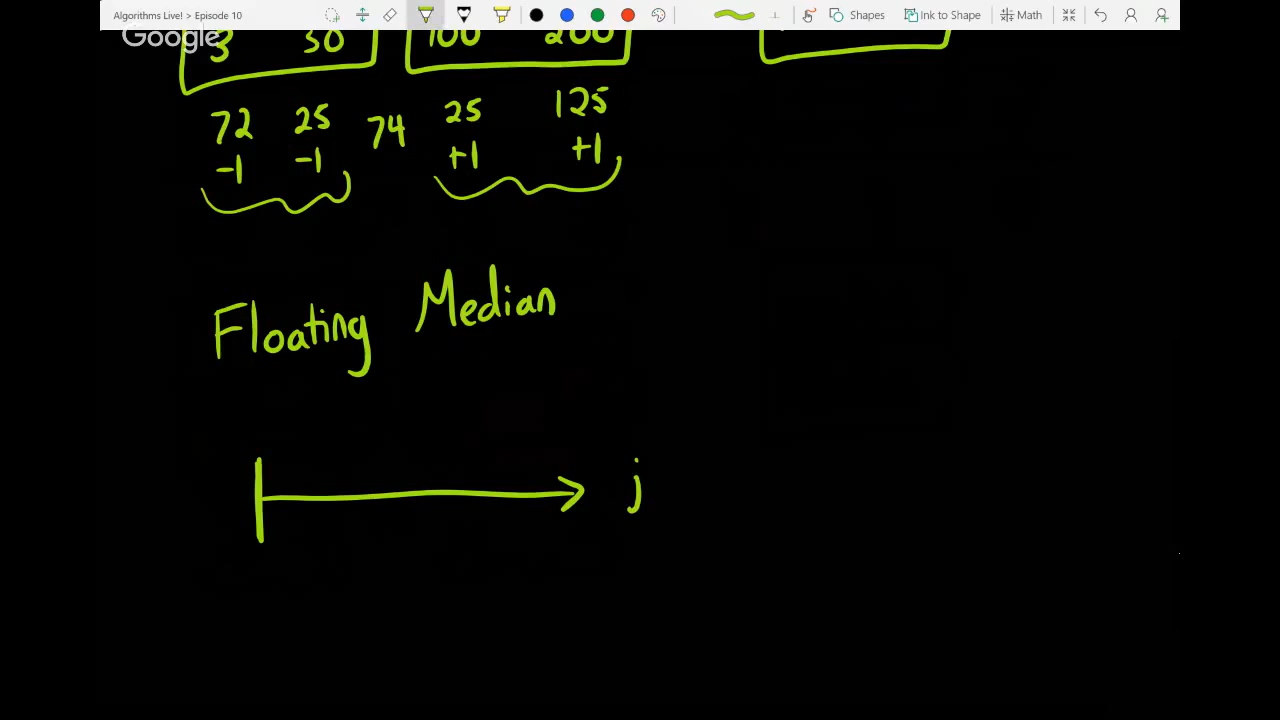 Algorithms Live! > Episode 10
Shapes
Ink to Shape
Math
Google
3 50 100 200
72 25 74 25 125
-1 -1 +1 +1
Floating Median
j